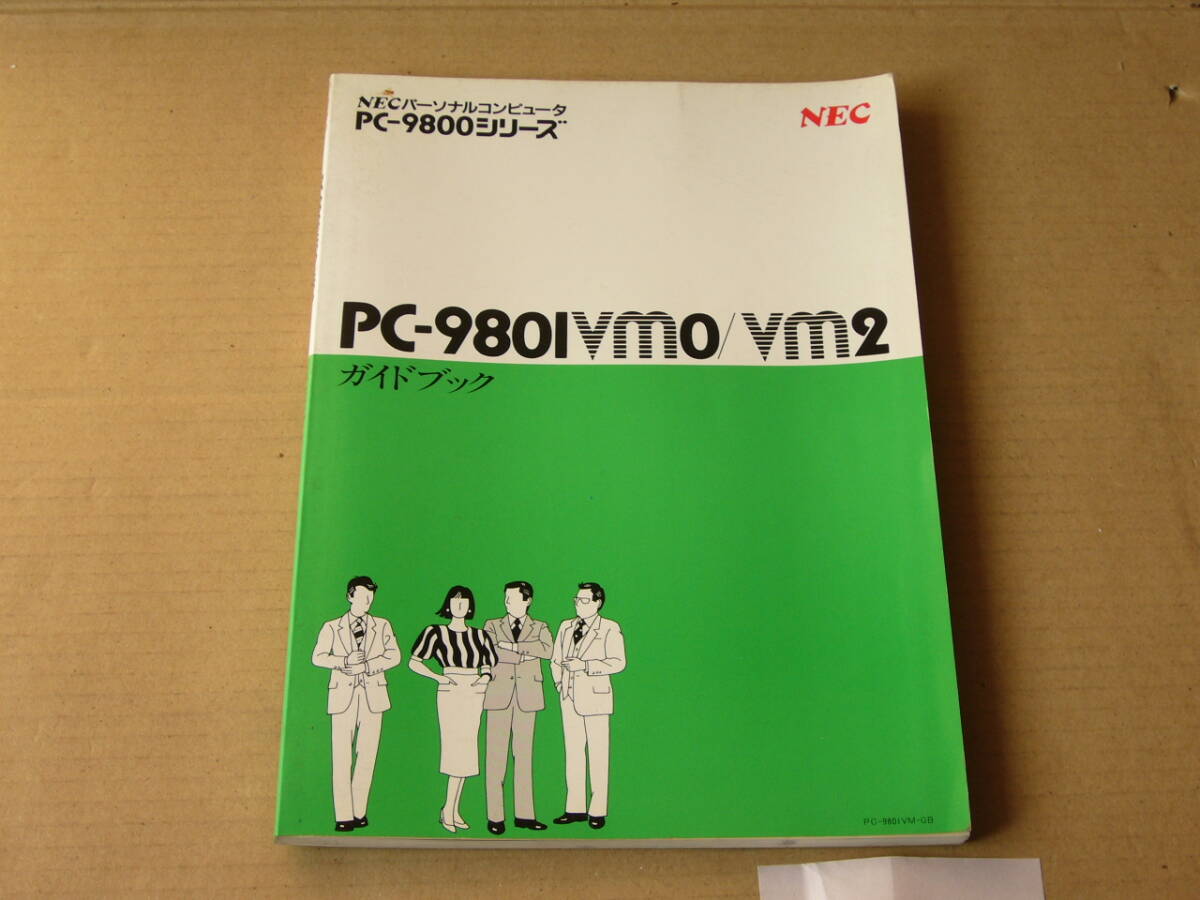 NECパーソナルコンピュータ
PC-9800シリーズ
NEC
PC-9801VM0/VM2
ガイドブック
PC-9801VM-GB